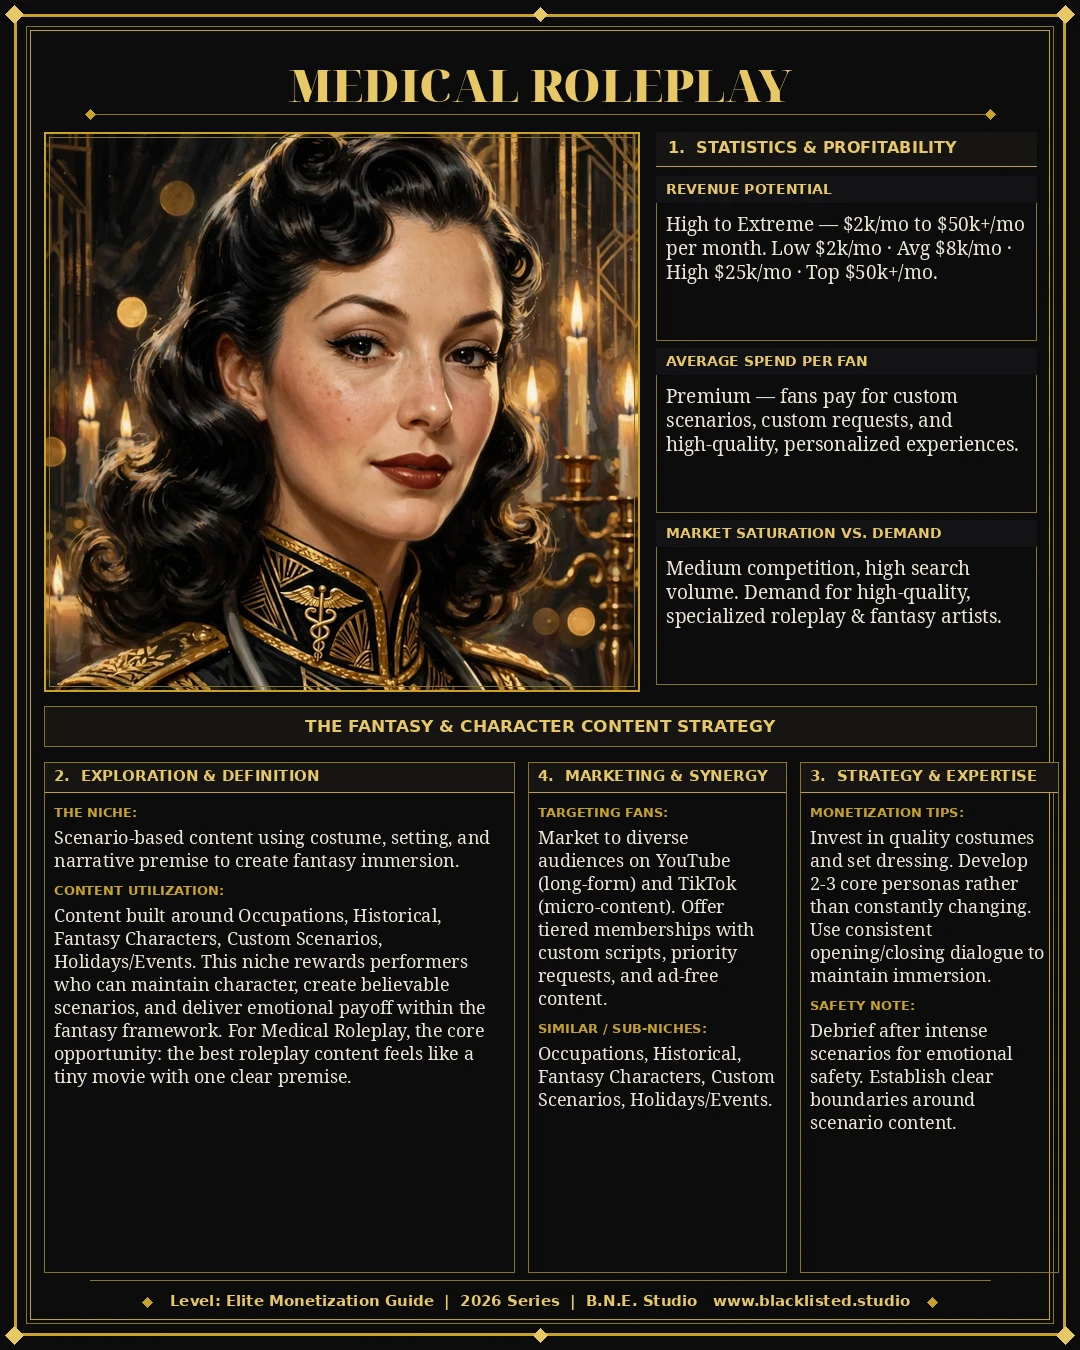 MEDICAL ROLEPLAY
1. STATISTICS & PROFITABILITY
REVENUE POTENTIAL
High to Extreme — $2k/mo to $50k+/mo
per month. Low $2k/mo · Avg $8k/mo ·
High $25k/mo · Top $50k+/mo.
AVERAGE SPEND PER FAN
Premium — fans pay for custom
scenarios, custom requests, and
high-quality, personalized experiences.
MARKET SATURATION VS. DEMAND
Medium competition, high search
volume. Demand for high-quality,
specialized roleplay & fantasy artists.
THE FANTASY & CHARACTER CONTENT STRATEGY
2. EXPLORATION & DEFINITION
THE NICHE:
Scenario-based content using costume, setting, and
narrative premise to create fantasy immersion.
CONTENT UTILIZATION:
Content built around Occupations, Historical,
Fantasy Characters, Custom Scenarios,
Holidays/Events. This niche rewards performers
who can maintain character, create believable
scenarios, and deliver emotional payoff within the
fantasy framework. For Medical Roleplay, the core
opportunity: the best roleplay content feels like a
tiny movie with one clear premise.
4. MARKETING & SYNERGY
TARGETING FANS:
Market to diverse
audiences on YouTube
(long-form) and TikTok
(micro-content). Offer
tiered memberships with
custom scripts, priority
requests, and ad-free
content.
SIMILAR / SUB-NICHES:
Occupations, Historical,
Fantasy Characters, Custom
Scenarios, Holidays/Events.
3. STRATEGY & EXPERTISE
MONETIZATION TIPS:
Invest in quality costumes
and set dressing. Develop
2-3 core personas rather
than constantly changing.
Use consistent
opening/closing dialogue to
maintain immersion.
SAFETY NOTE:
Debrief after intense
scenarios for emotional
safety. Establish clear
boundaries around
scenario content.
Level: Elite Monetization Guide | 2026 Series | B.N.E. Studio www.blacklisted.studio